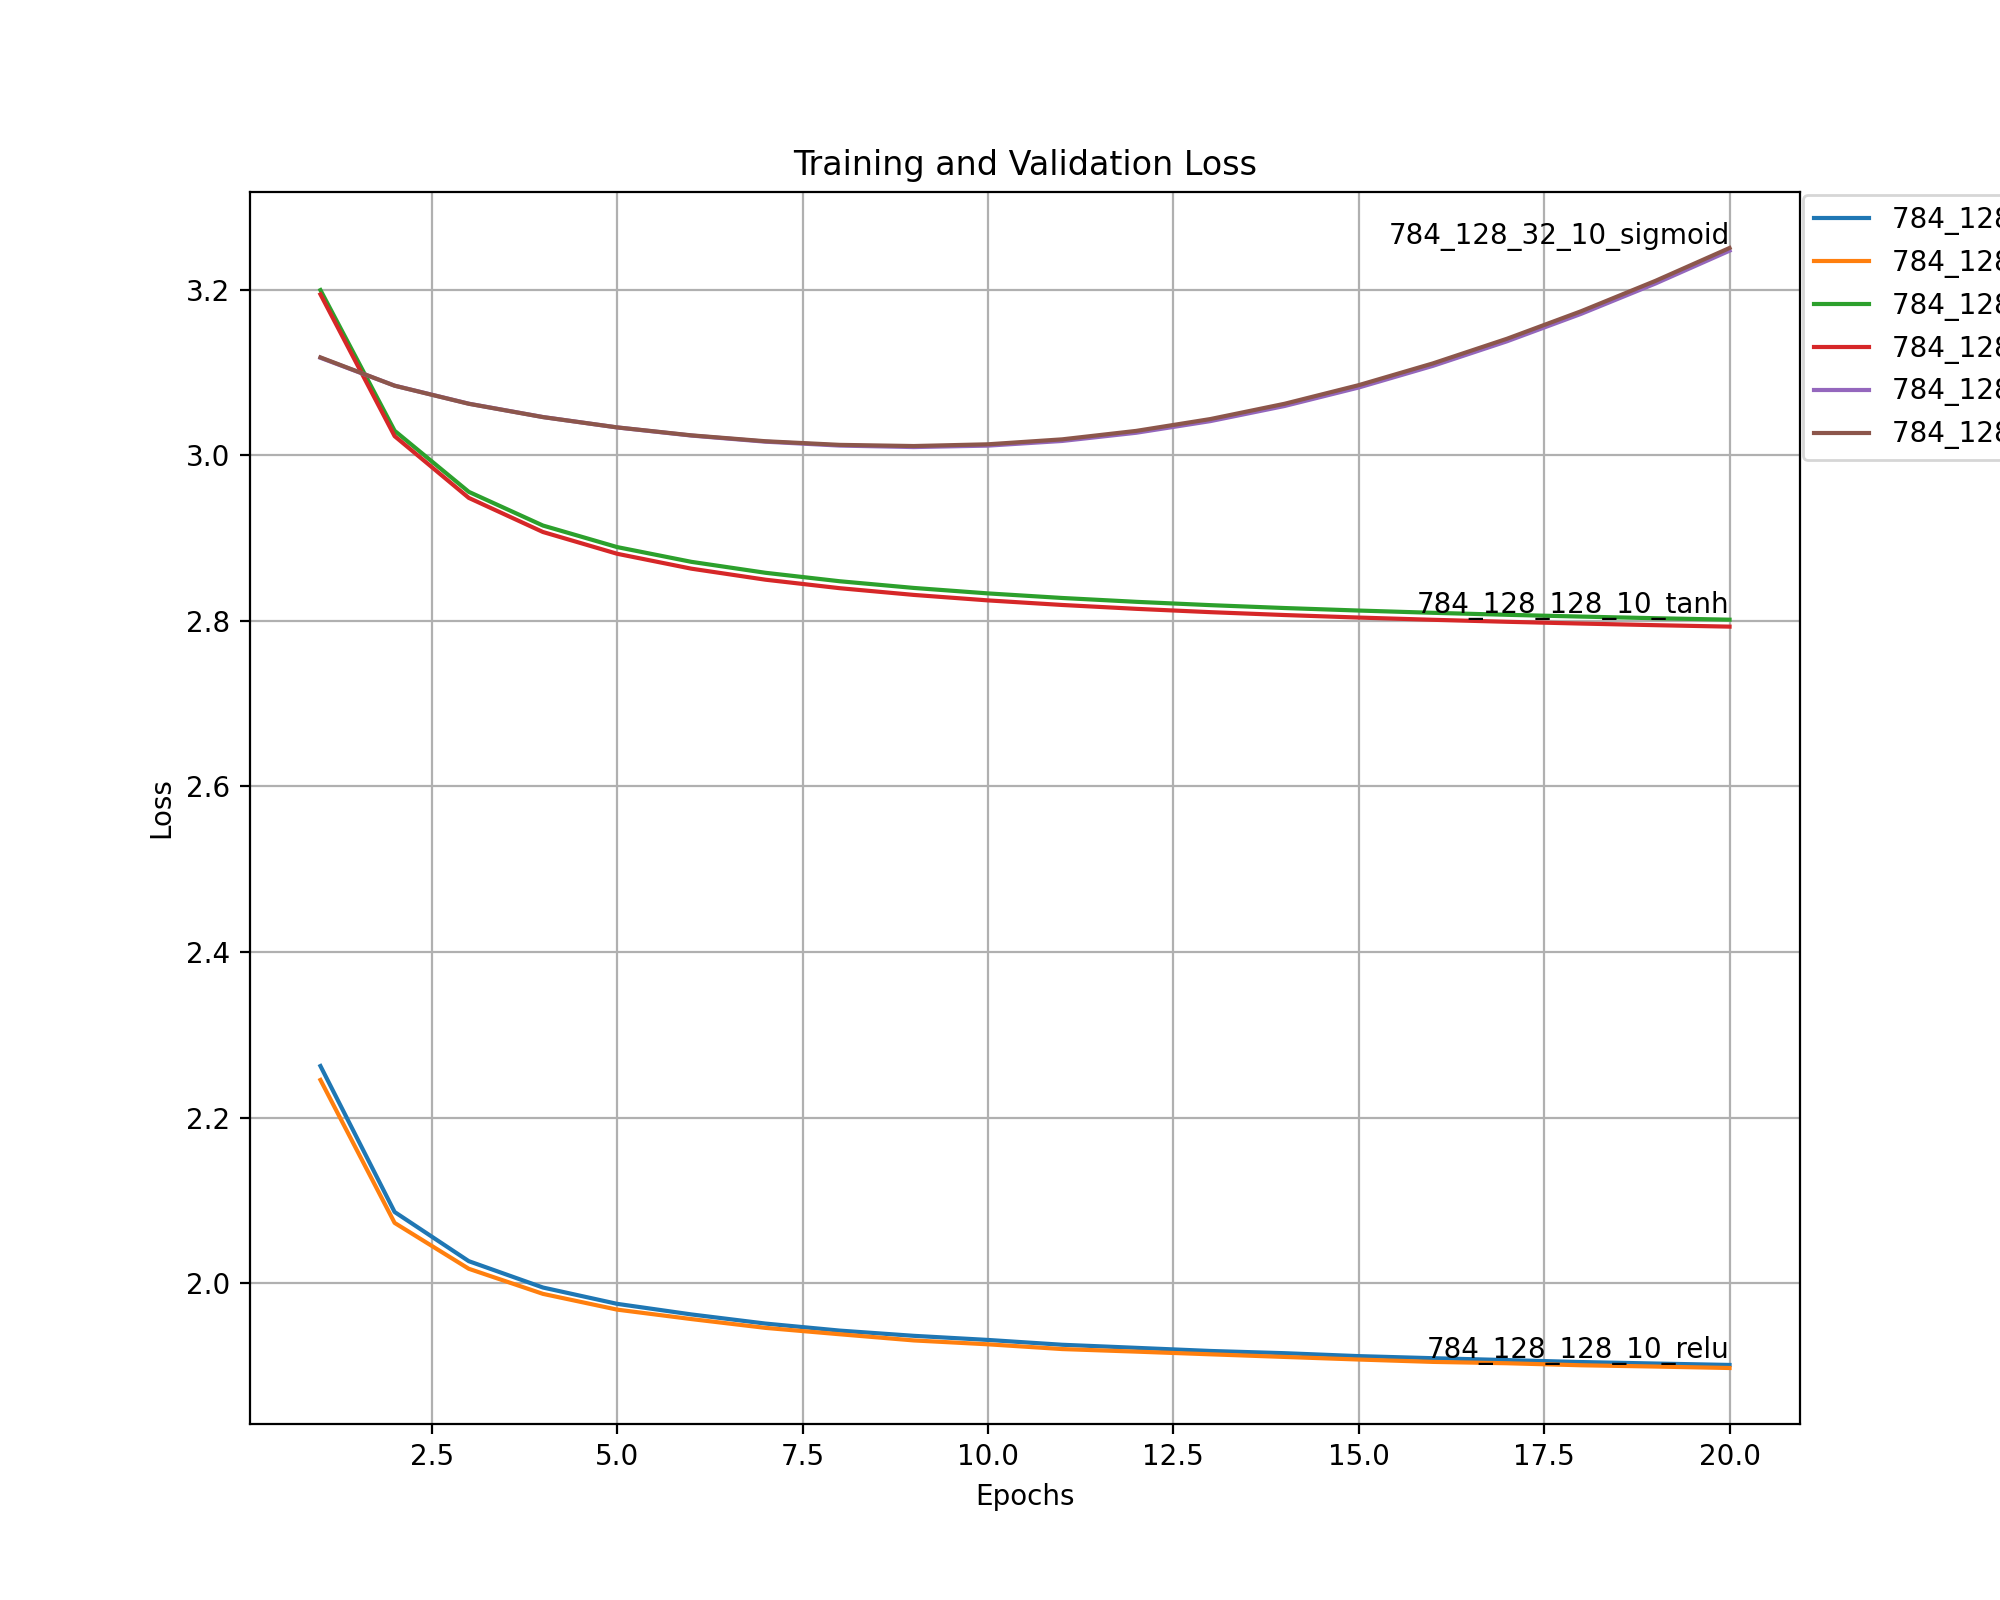 Training and Validation Loss
784_128_32_10_sigmoid
784_128_128_10_tanh
784_128_128_10_relu
784_128
784_128
784_128
784_128
784_128
784_128
3.2
3.0
2.8
2.6
2.4
2.2
2.0
Loss
2.5 5.0 7.5 10.0 12.5 15.0 17.5 20.0
Epochs